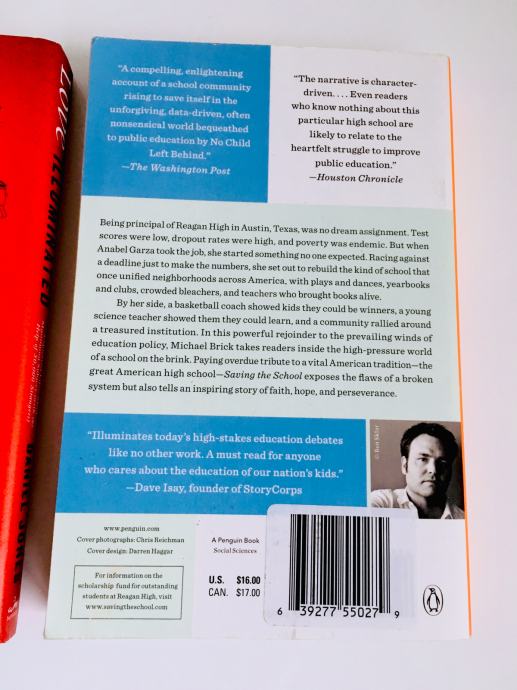 LOVE ILLUMINATED
"A compelling, enlightening
account of a school community
rising to save itself in the
unforgiving, data-driven, often
nonsensical world bequeathed
to public education by No Child
Left Behind."
—The Washington Post
"The narrative is character-
driven. . . . Even readers
who know nothing about this
particular high school are
likely to relate to the
heartfelt struggle to improve
public education."
—Houston Chronicle
Being principal of Reagan High in Austin, Texas, was no dream assignment. Test
scores were low, dropout rates were high, and poverty was endemic. But when
Anabel Garza took the job, she started something no one expected. Racing against
a deadline just to make the numbers, she set out to rebuild the kind of school that
once unified neighborhoods across America, with plays and dances, yearbooks
and clubs, crowded bleachers, and teachers who brought books alive.
By her side, a basketball coach showed kids they could be winners, a young
science teacher showed them they could learn, and a community rallied around
a treasured institution. In this powerful rejoinder to the prevailing winds of
education policy, Michael Brick takes readers inside the high-pressure world
of a school on the brink. Paying overdue tribute to a vital American tradition—the
great American high school—Saving the School exposes the flaws of a broken
system but also tells an inspiring story of faith, hope, and perseverance.
"Illuminates today's high-stakes education debates
like no other work. A must read for anyone
who cares about the education of our nation's kids."
—Dave Isay, founder of StoryCorps
www.penguin.com
Cover photographs: Chris Reichman
Cover design: Darren Haggar
For information on the
scholarship fund for outstanding
students at Reagan High, visit
www.savingtheschool.com
A Penguin Book
Social Sciences
U.S. $16.00
CAN. $17.00
6 39277 55027 9